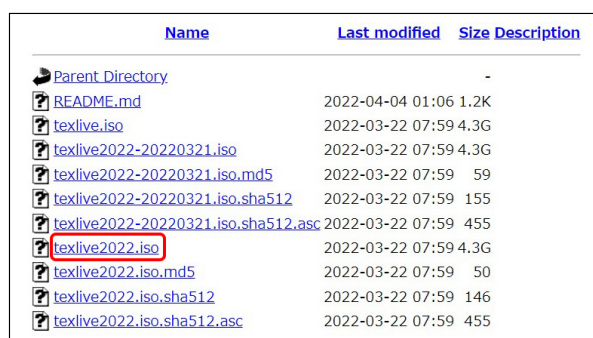 Name Last modified Size Description
Parent Directory -
README.md 2022-04-04 01:06 1.2K
texlive.iso 2022-03-22 07:59 4.3G
texlive2022-20220321.iso 2022-03-22 07:59 4.3G
texlive2022-20220321.iso.md5 2022-03-22 07:59 59
texlive2022-20220321.iso.sha512 2022-03-22 07:59 155
texlive2022-20220321.iso.sha512.asc 2022-03-22 07:59 455
texlive2022.iso 2022-03-22 07:59 4.3G
texlive2022.iso.md5 2022-03-22 07:59 50
texlive2022.iso.sha512 2022-03-22 07:59 146
texlive2022.iso.sha512.asc 2022-03-22 07:59 455